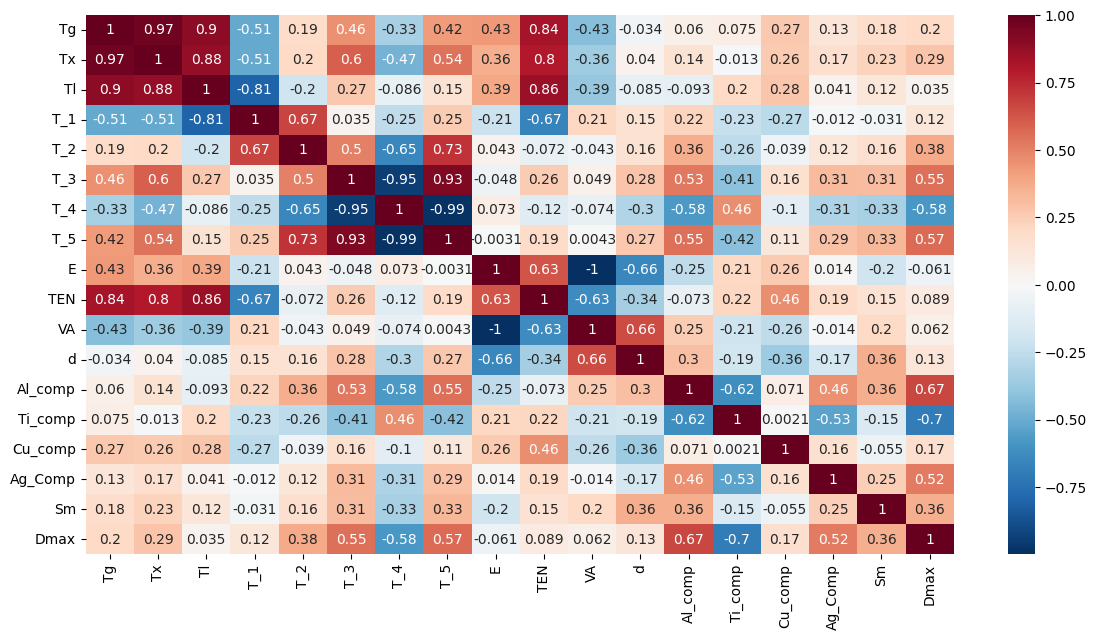 Tg 1 0.97 0.9 -0.51 0.19 0.46 -0.33 0.42 0.43 0.84 -0.43 -0.034 0.06 0.075 0.27 0.13 0.18 0.2
Tx 0.97 1 0.88 -0.51 0.2 0.6 -0.47 0.54 0.36 0.8 -0.36 0.04 0.14 -0.013 0.26 0.17 0.23 0.29
Tl 0.9 0.88 1 -0.81 -0.2 0.27 -0.086 0.15 0.39 0.86 -0.39 -0.085 -0.093 0.2 0.28 0.041 0.12 0.035
T_1 -0.51 -0.51 -0.81 1 0.67 0.035 -0.25 0.25 -0.21 -0.67 0.21 0.15 0.22 -0.23 -0.27 -0.012 -0.031 0.12
T_2 0.19 0.2 -0.2 0.67 1 0.5 -0.65 0.73 0.043 -0.072 -0.043 0.16 0.36 -0.26 -0.039 0.12 0.16 0.38
T_3 0.46 0.6 0.27 0.035 0.5 1 -0.95 0.93 -0.048 0.26 0.049 0.28 0.53 -0.41 0.16 0.31 0.31 0.55
T_4 -0.33 -0.47 -0.086 -0.25 -0.65 -0.95 1 -0.99 0.073 -0.12 -0.074 -0.3 -0.58 0.46 -0.1 -0.31 -0.33 -0.58
T_5 0.42 0.54 0.15 0.25 0.73 0.93 -0.99 1 -0.0031 0.19 0.0043 0.27 0.55 -0.42 0.11 0.29 0.33 0.57
E 0.43 0.36 0.39 -0.21 0.043 -0.048 0.073 -0.0031 1 0.63 -1 -0.66 -0.25 0.21 0.26 0.014 -0.2 -0.061
TEN 0.84 0.8 0.86 -0.67 -0.072 0.26 -0.12 0.19 0.63 1 -0.63 -0.34 -0.073 0.22 0.46 0.19 0.15 0.089
VA -0.43 -0.36 -0.39 0.21 -0.043 0.049 -0.074 0.0043 -1 -0.63 1 0.66 0.25 -0.21 -0.26 -0.014 0.2 0.062
d -0.034 0.04 -0.085 0.15 0.16 0.28 -0.3 0.27 -0.66 -0.34 0.66 1 0.3 -0.19 -0.36 -0.17 0.36 0.13
Al_comp 0.06 0.14 -0.093 0.22 0.36 0.53 -0.58 0.55 -0.25 -0.073 0.25 0.3 1 -0.62 0.071 0.46 0.36 0.67
Ti_comp 0.075 -0.013 0.2 -0.23 -0.26 -0.41 0.46 -0.42 0.21 0.22 -0.21 -0.19 -0.62 1 0.0021 -0.53 -0.15 -0.7
Cu_comp 0.27 0.26 0.28 -0.27 -0.039 0.16 -0.1 0.11 0.26 0.46 -0.26 -0.36 0.071 0.0021 1 0.16 -0.055 0.17
Ag_Comp 0.13 0.17 0.041 -0.012 0.12 0.31 -0.31 0.29 0.014 0.19 -0.014 -0.17 0.46 -0.53 0.16 1 0.25 0.52
Sm 0.18 0.23 0.12 -0.031 0.16 0.31 -0.33 0.33 -0.2 0.15 0.2 0.36 0.36 -0.15 -0.055 0.25 1 0.36
Dmax 0.2 0.29 0.035 0.12 0.38 0.55 -0.58 0.57 -0.061 0.089 0.062 0.13 0.67 -0.7 0.17 0.52 0.36 1
Tg Tx Tl T_1 T_2 T_3 T_4 T_5 E TEN VA d Al_comp Ti_comp Cu_comp Ag_Comp Sm Dmax
1.00
0.75
0.50
0.25
0.00
−0.25
−0.50
−0.75